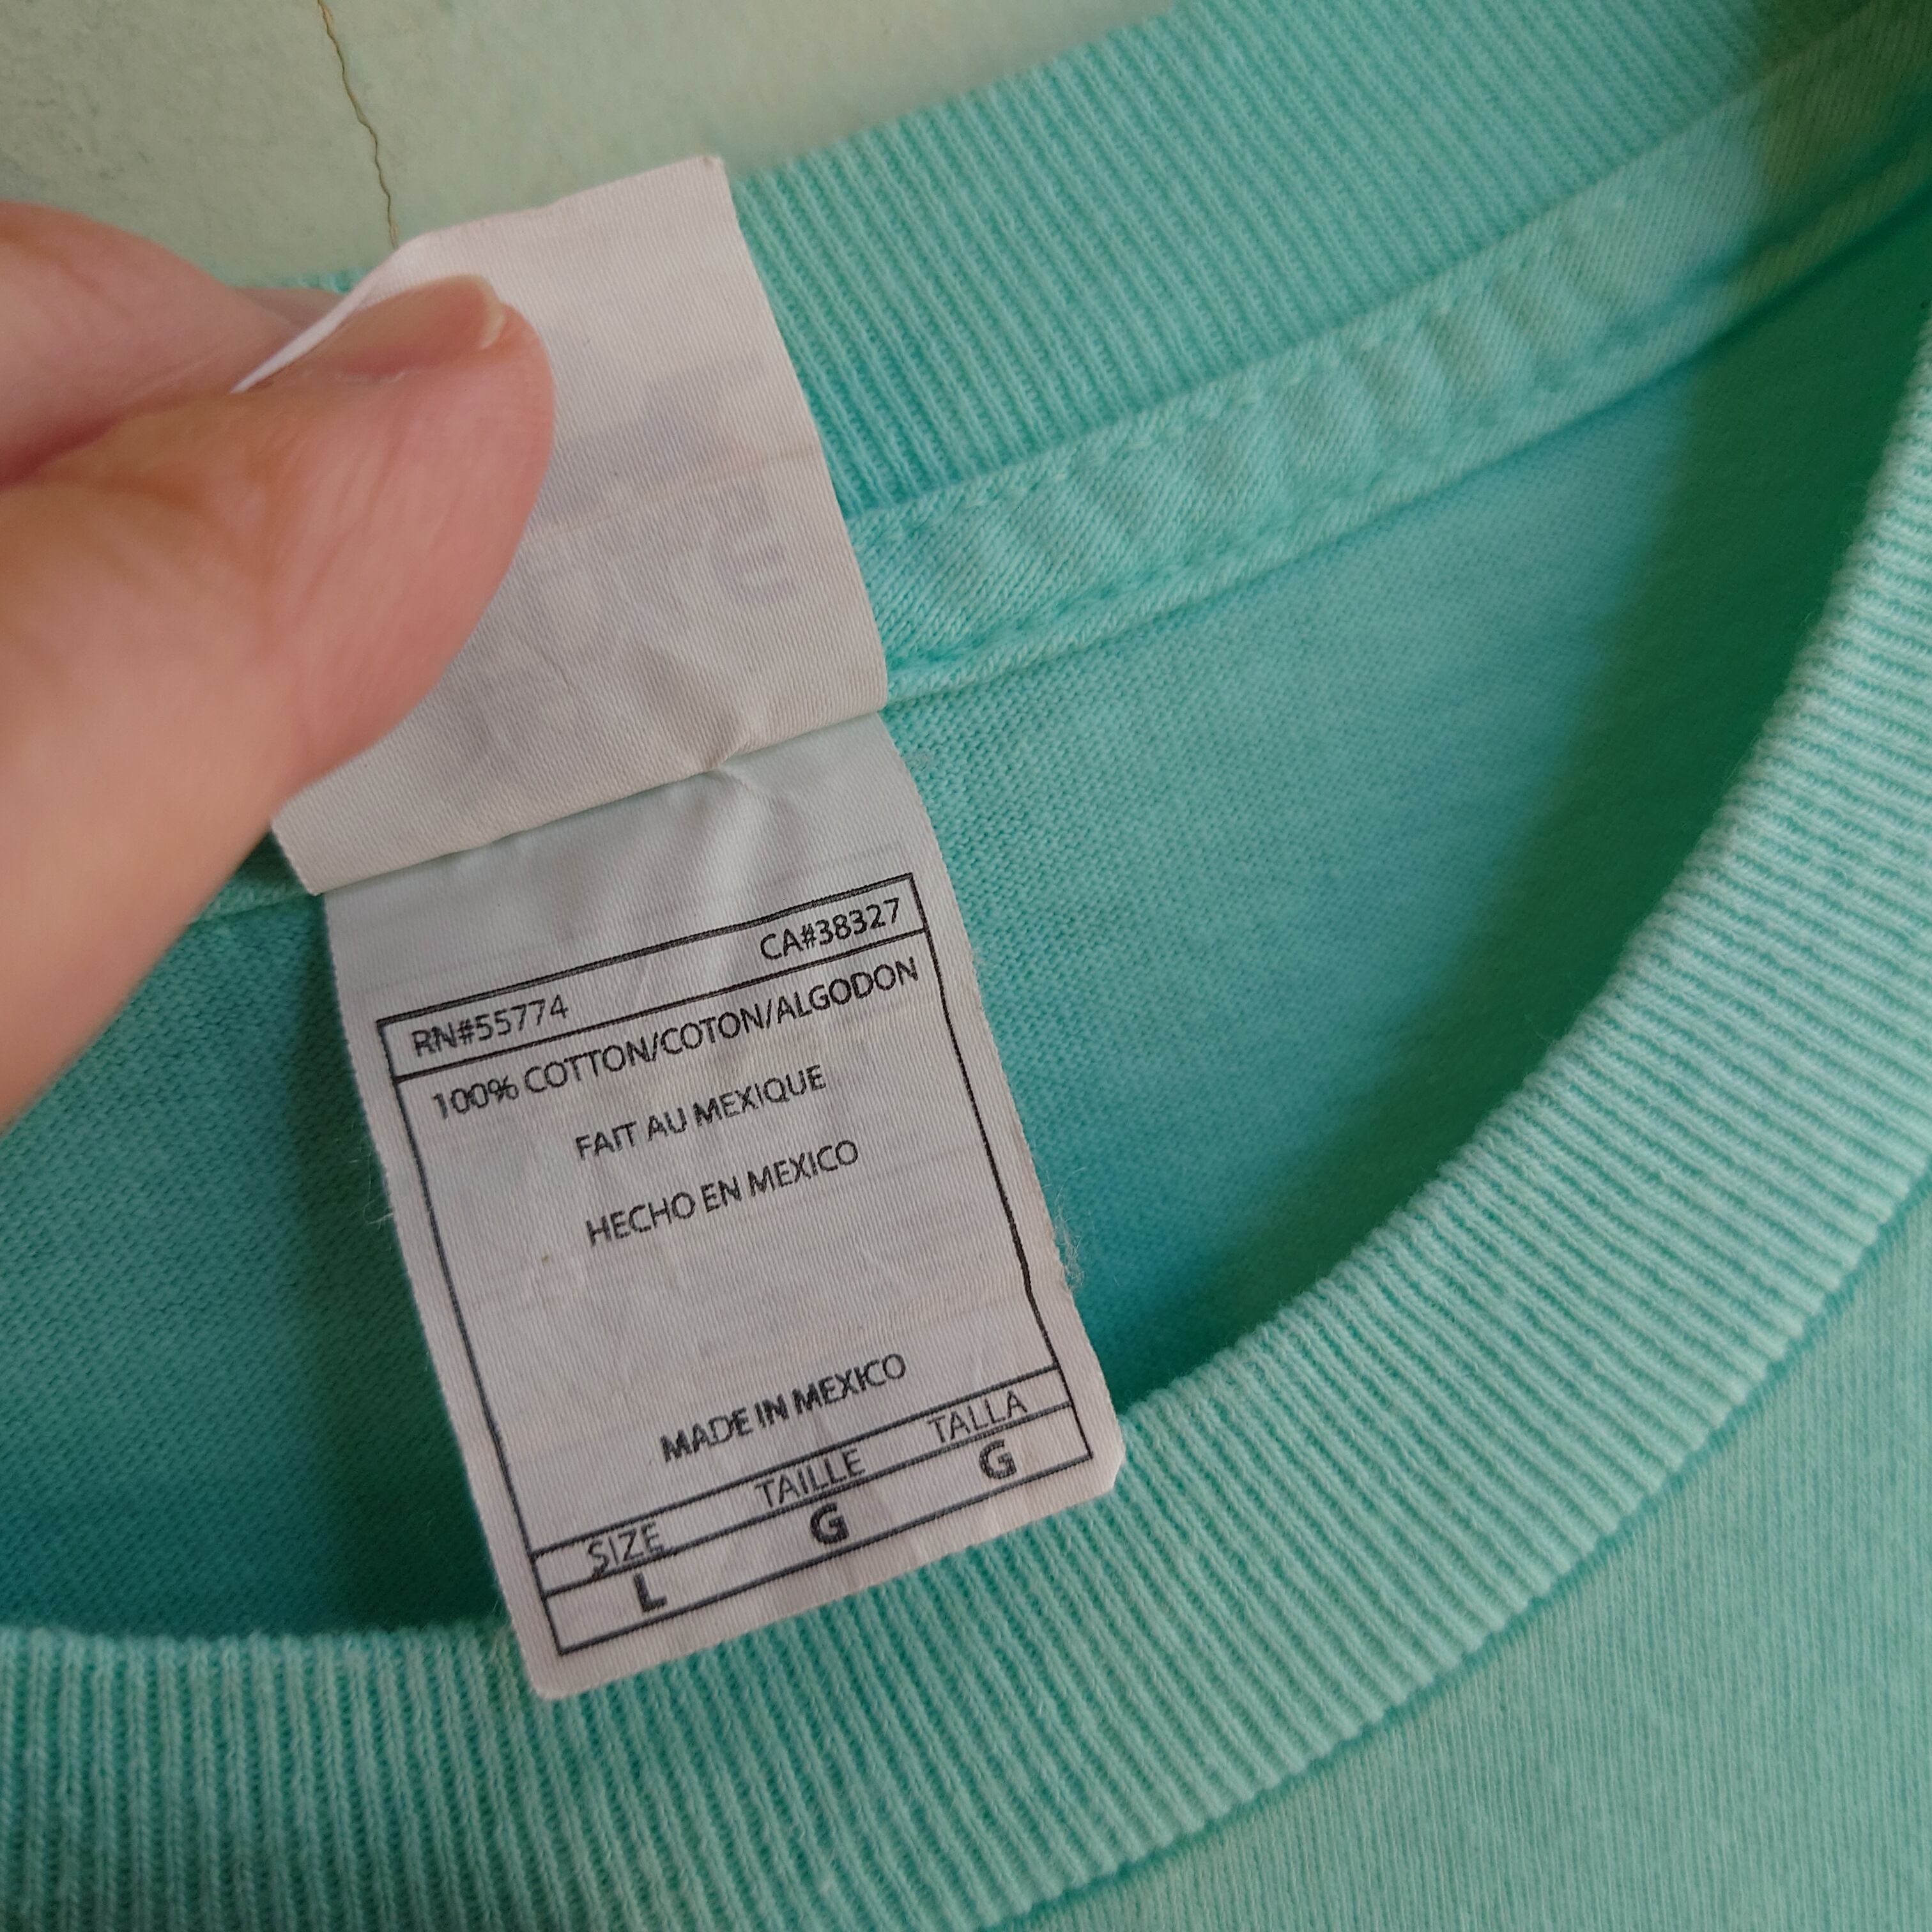 RN#55774 CA#38327
100% COTTON/COTON/ALGODON
FAIT AU MEXIQUE
HECHO EN MEXICO
MADE IN MEXICO
SIZE TAILLE TALLA
L G G